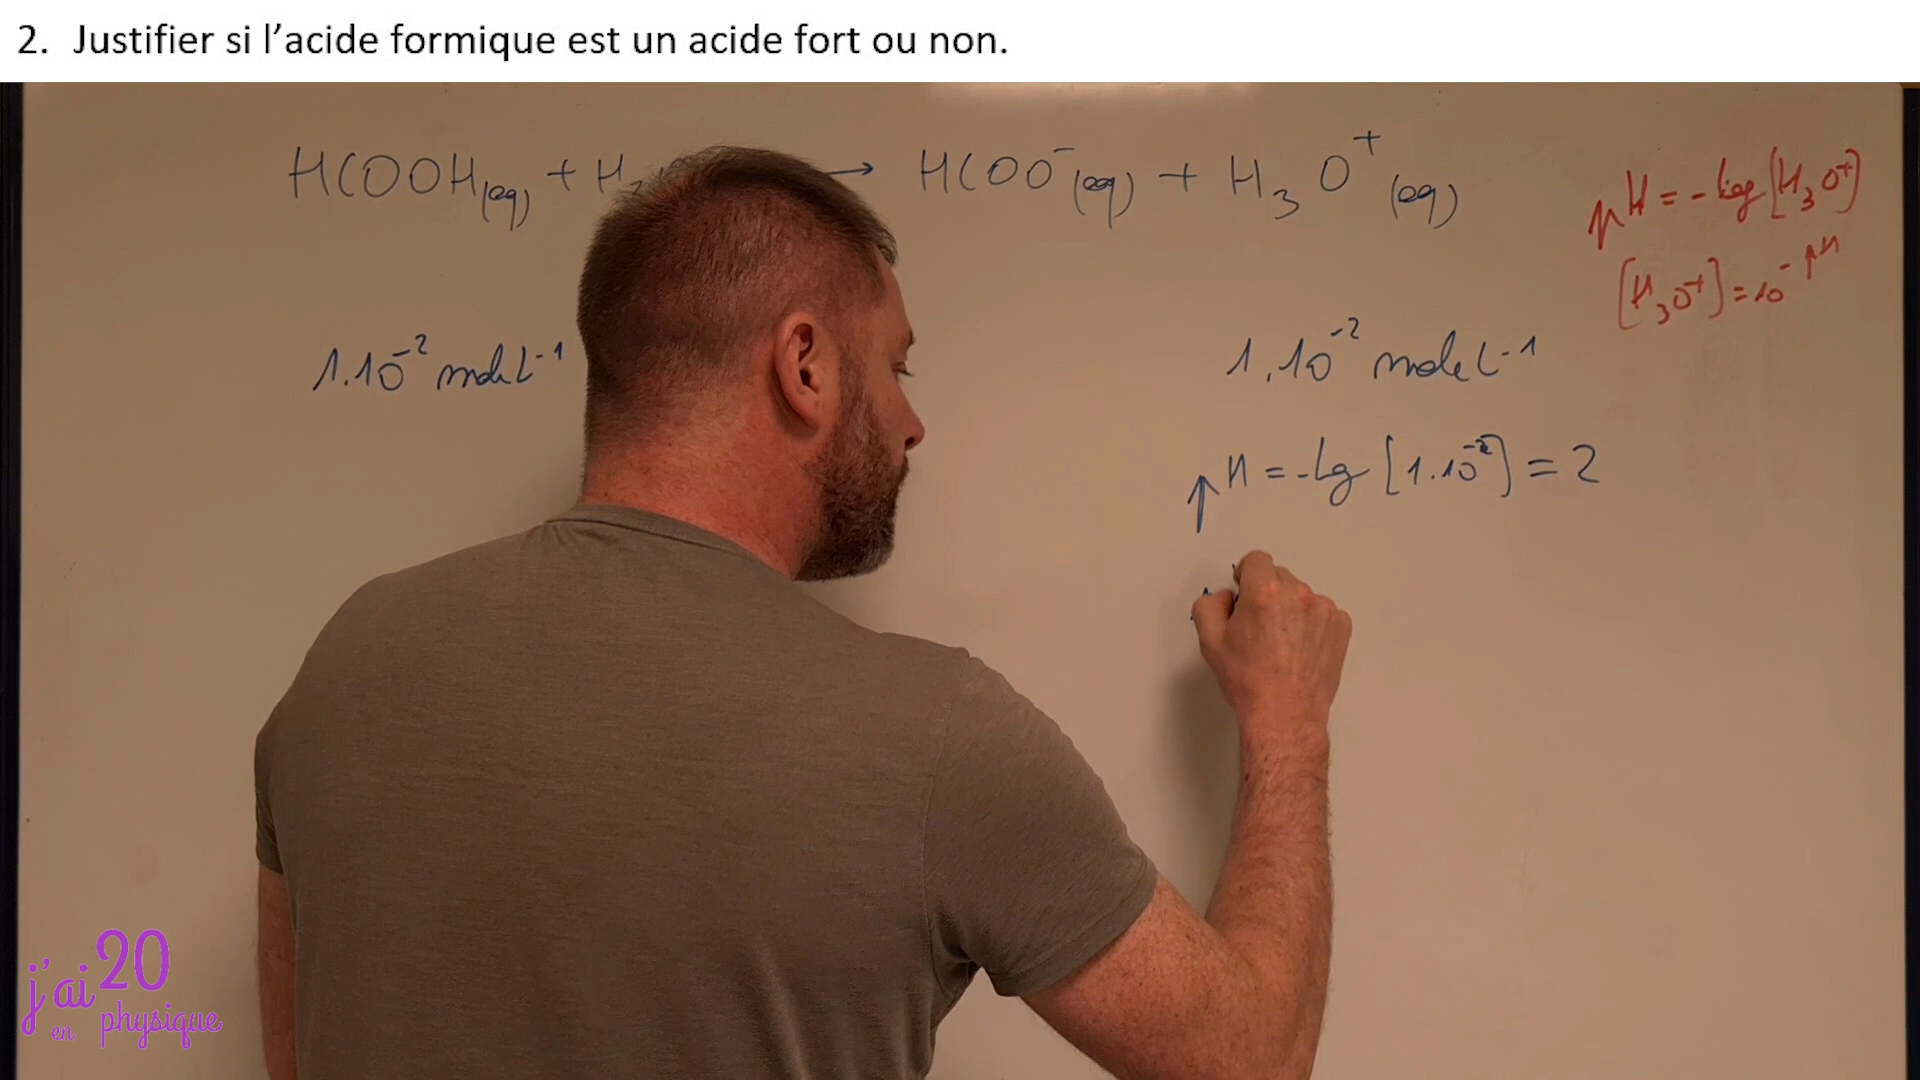 2. Justifier si l’acide formique est un acide fort ou non.
HCOOH(aq) + H₂ → HCOO⁻(aq) + H₃O⁺(aq)
pH = -log [H₃O⁺]
[H₃O⁺] = 10⁻ᵖᴴ
1.10⁻² mol.L⁻¹
1.10⁻² mol.L⁻¹
pH = -log [1.10⁻²] = 2
j'ai 20
en physique